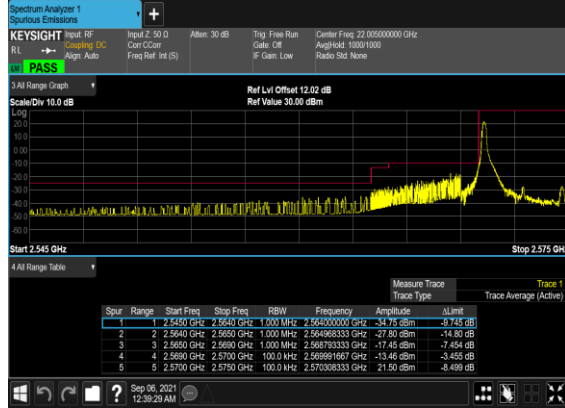 Spectrum Analyzer 1
Spurious Emissions
+
KEYSIGHT Input: RF Input Z: 50 Ω Atten: 30 dB Trig: Free Run Center Freq: 22.005000000 GHz
RL Coupling: DC Corr CCorr Gate: Off Avg|Hold: 1000/1000
Align: Auto Freq Ref: Int (S) IF Gain: Low Radio Std: None
PASS
3 All Range Graph
Ref Lvl Offset 12.02 dB
Scale/Div 10.0 dB Ref Value 30.00 dBm
Log
20.0
10.0
0.00
-10.0
-20.0
-30.0
-40.0
-50.0
-60.0
Start 2.545 GHz Stop 2.575 GH
4 All Range Table
Measure Trace Trace 1
Trace Type Trace Average (Active)
Spur Range Start Freq Stop Freq RBW Frequency Amplitude ΔLimit
1 1 2.5450 GHz 2.5640 GHz 1.000 MHz 2.564000000 GHz -34.75 dBm -9.745 dB
2 2 2.5640 GHz 2.5650 GHz 1.000 MHz 2.564968333 GHz -27.80 dBm -14.80 dB
3 3 2.5650 GHz 2.5690 GHz 1.000 MHz 2.568793333 GHz -17.45 dBm -7.454 dB
4 4 2.5690 GHz 2.5700 GHz 100.0 kHz 2.569991667 GHz -13.46 dBm -3.455 dB
5 5 2.5700 GHz 2.5750 GHz 100.0 kHz 2.570308333 GHz 21.50 dBm -8.499 dB
? Sep 06, 2021
12:39:29 AM